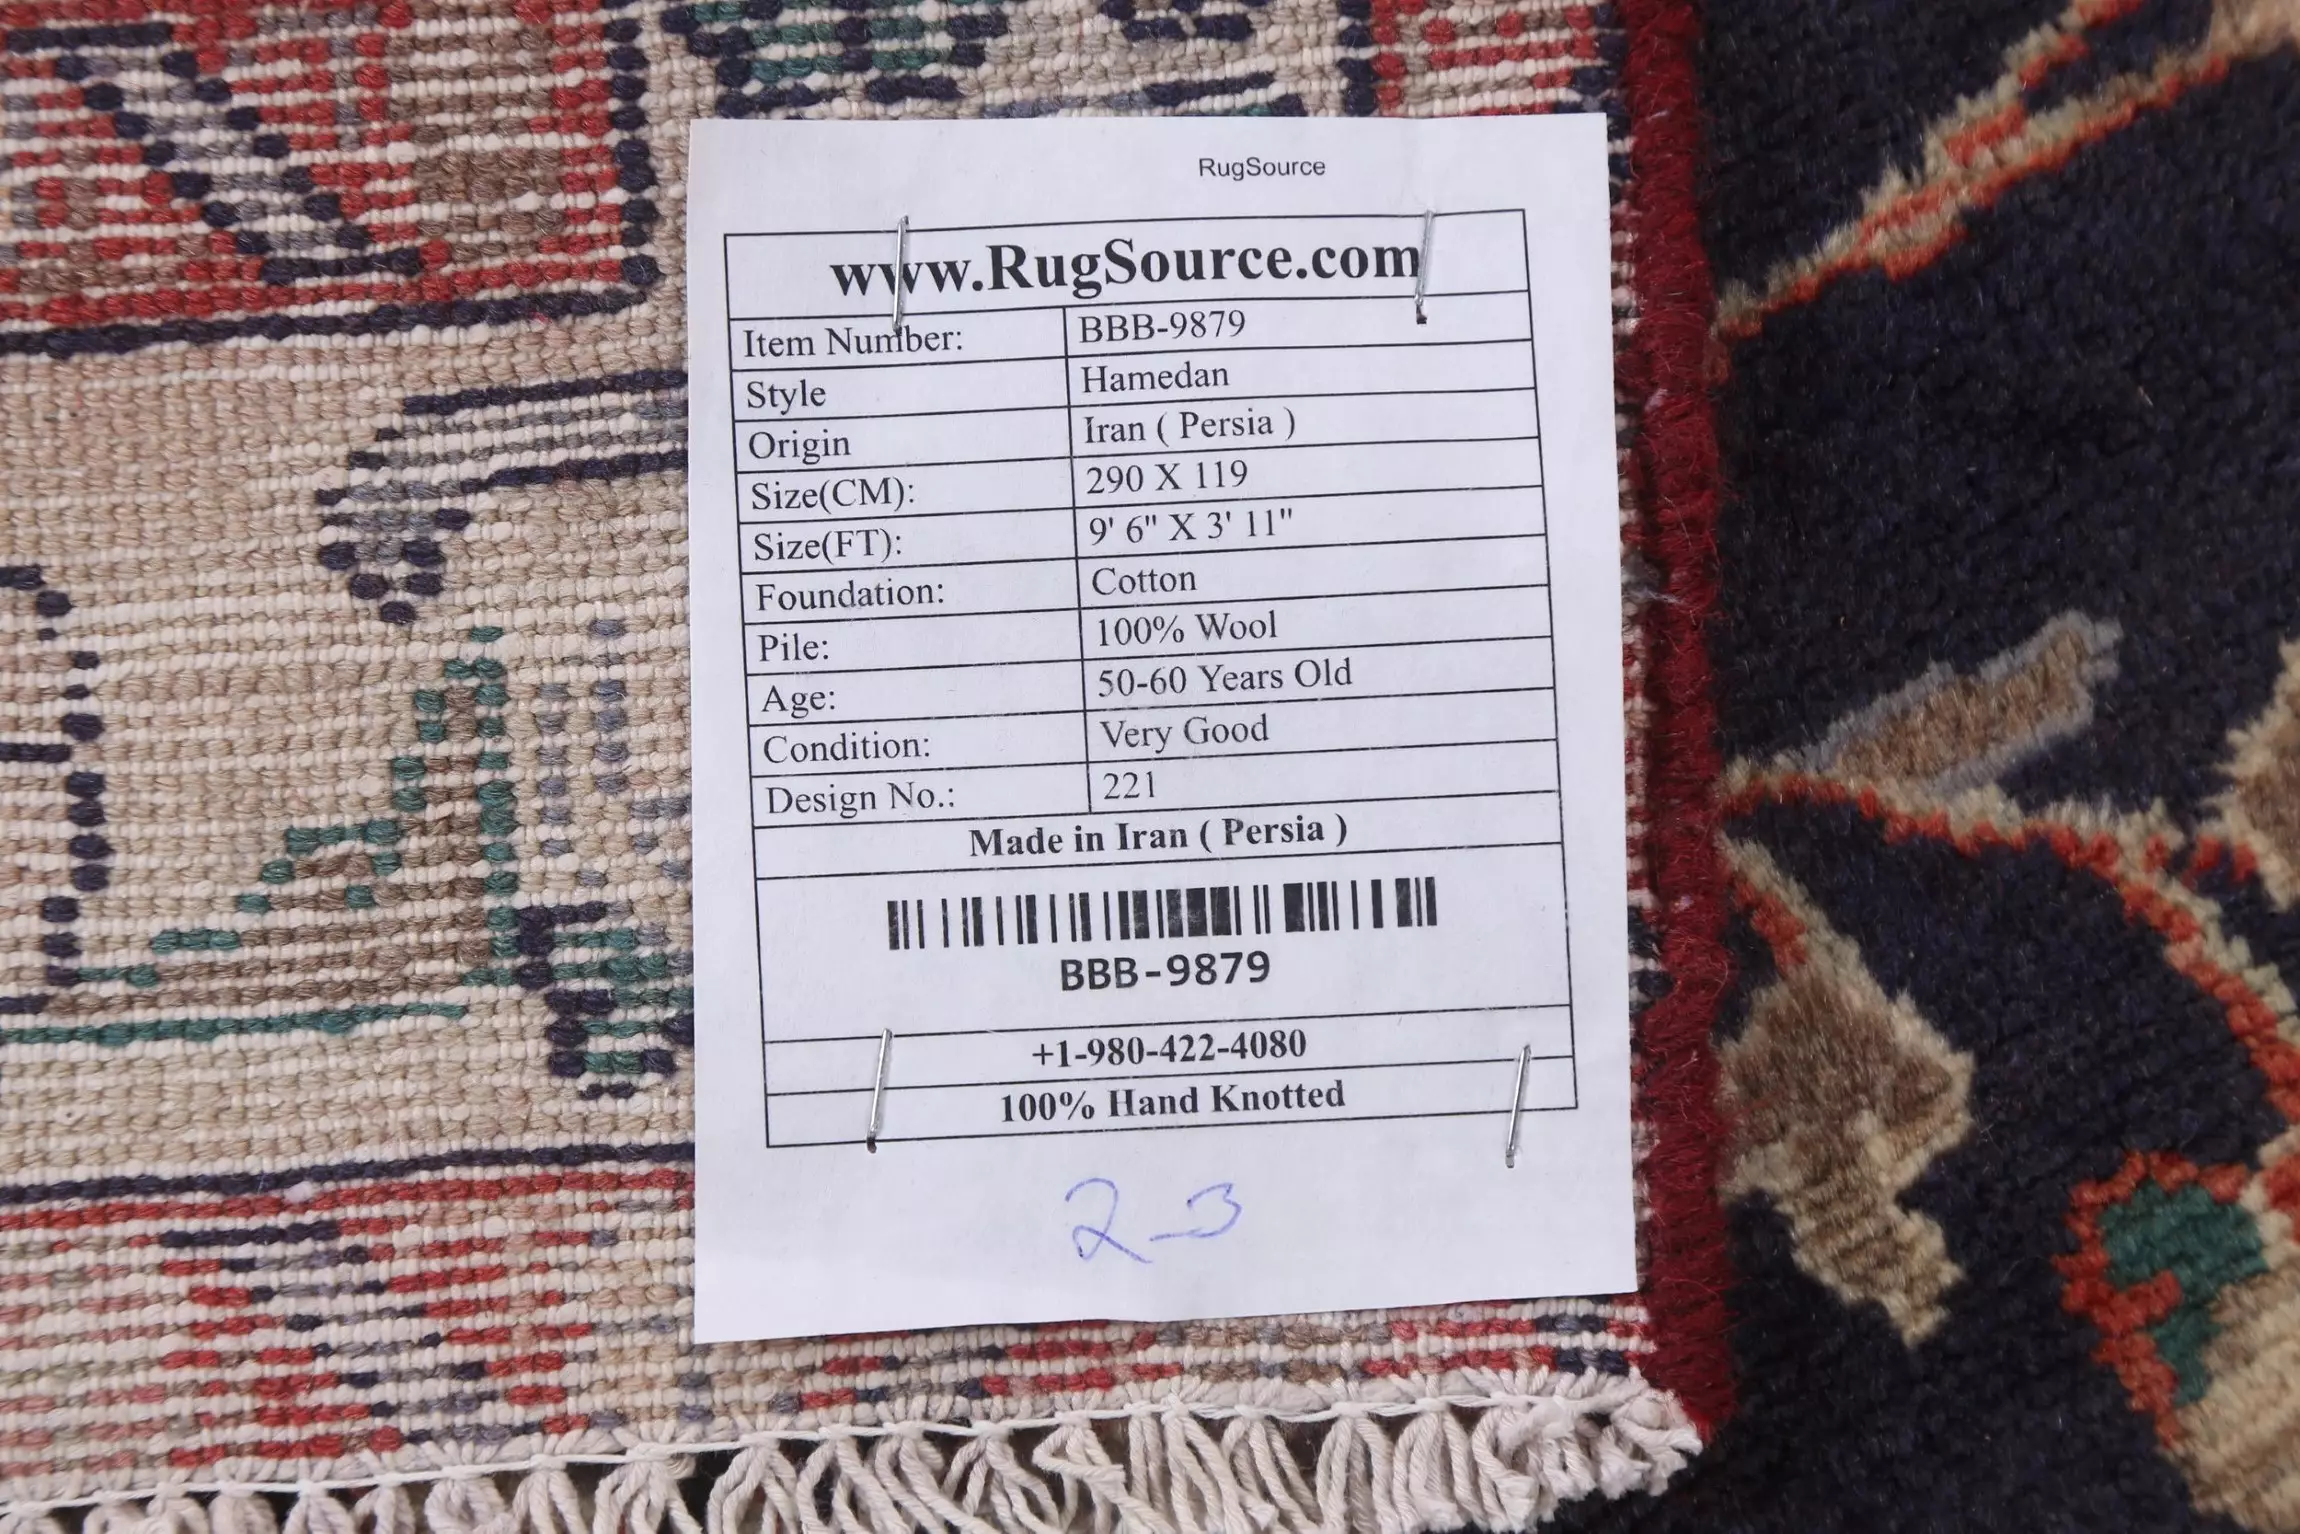 RugSource
www.RugSource.com
Item Number: BBB-9879
Style Hamedan
Origin Iran ( Persia )
Size(CM): 290 X 119
Size(FT): 9' 6" X 3' 11"
Foundation: Cotton
Pile: 100% Wool
Age: 50-60 Years Old
Condition: Very Good
Design No.: 221
Made in Iran ( Persia )
BBB-9879
+1-980-422-4080
100% Hand Knotted
2-3